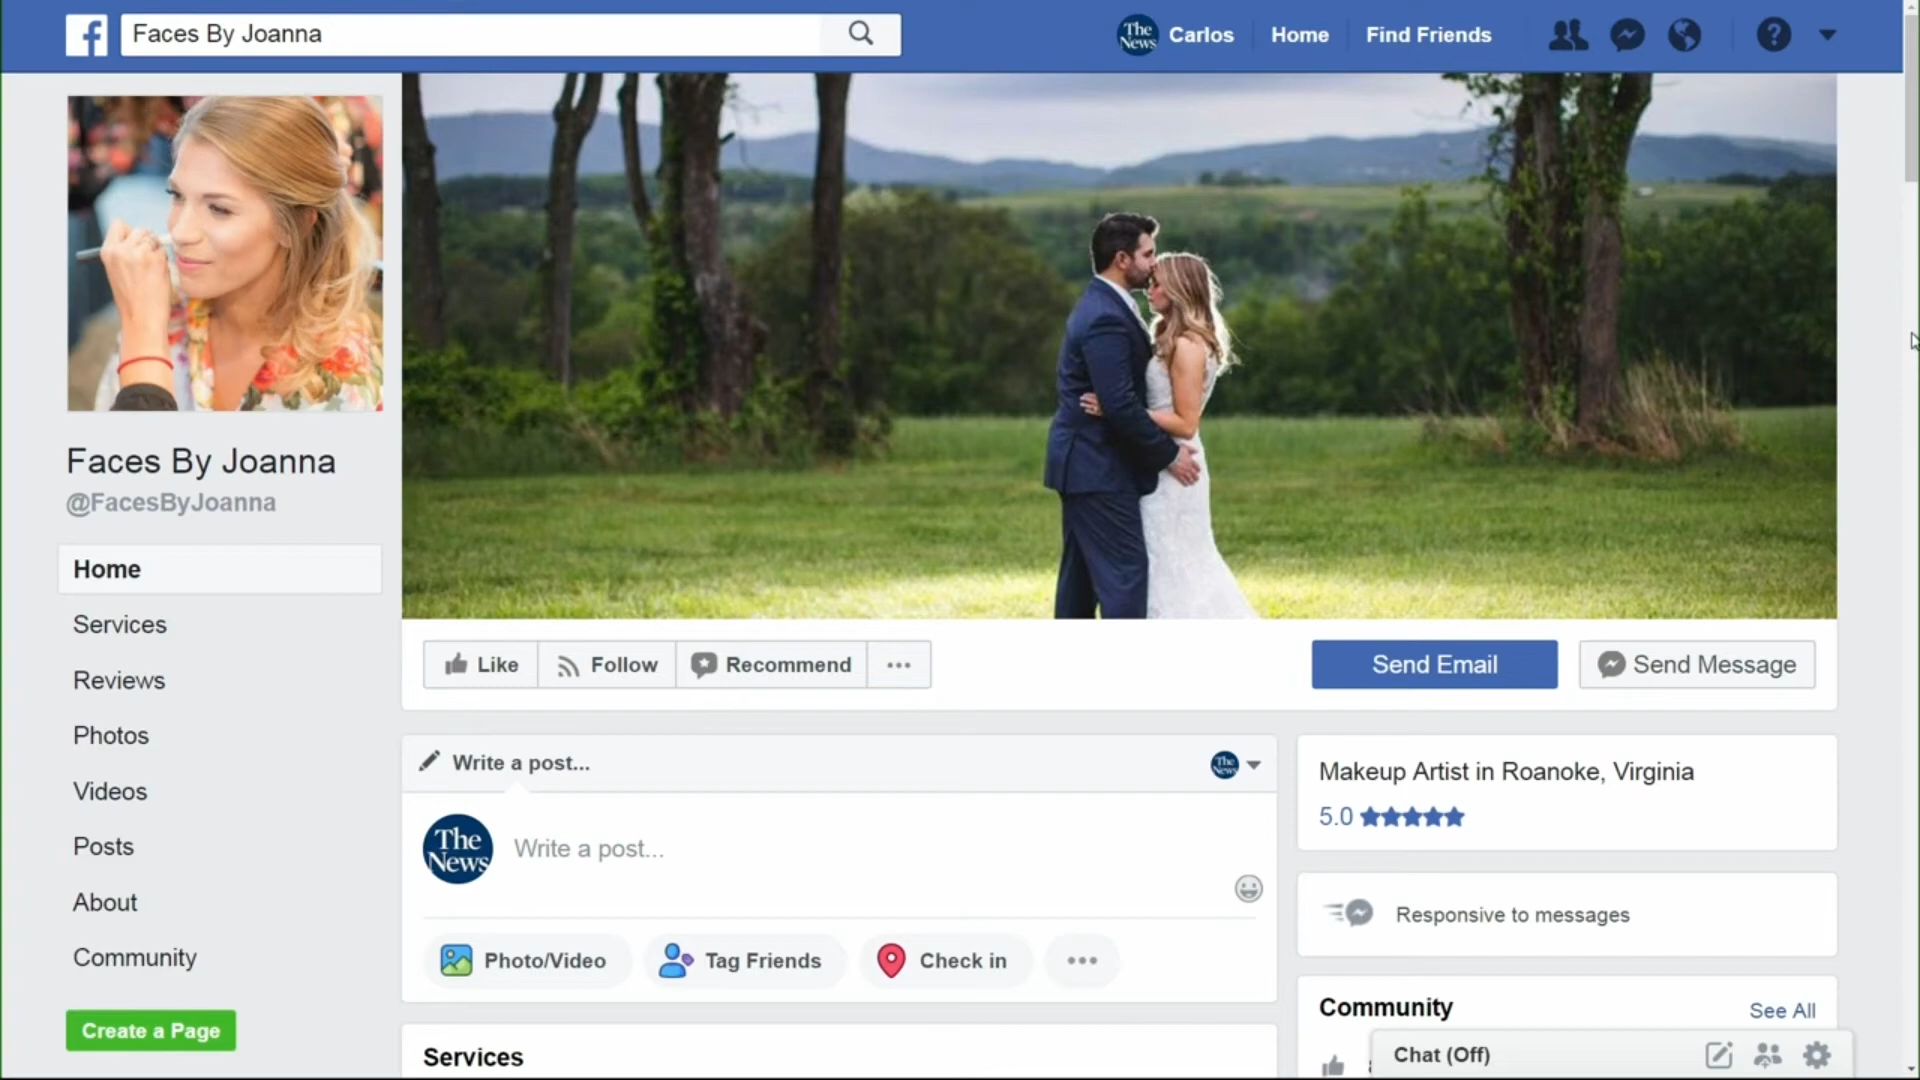 Faces By Joanna
The News
Carlos
Home
Find Friends
Faces By Joanna
@FacesByJoanna
Home
Services
Reviews
Photos
Videos
Posts
About
Community
Create a Page
Like
Follow
Recommend
Send Email
Send Message
Write a post...
The News
The News
Write a post...
Photo/Video
Tag Friends
Check in
Services
Makeup Artist in Roanoke, Virginia
5.0
Responsive to messages
Community
See All
Chat (Off)